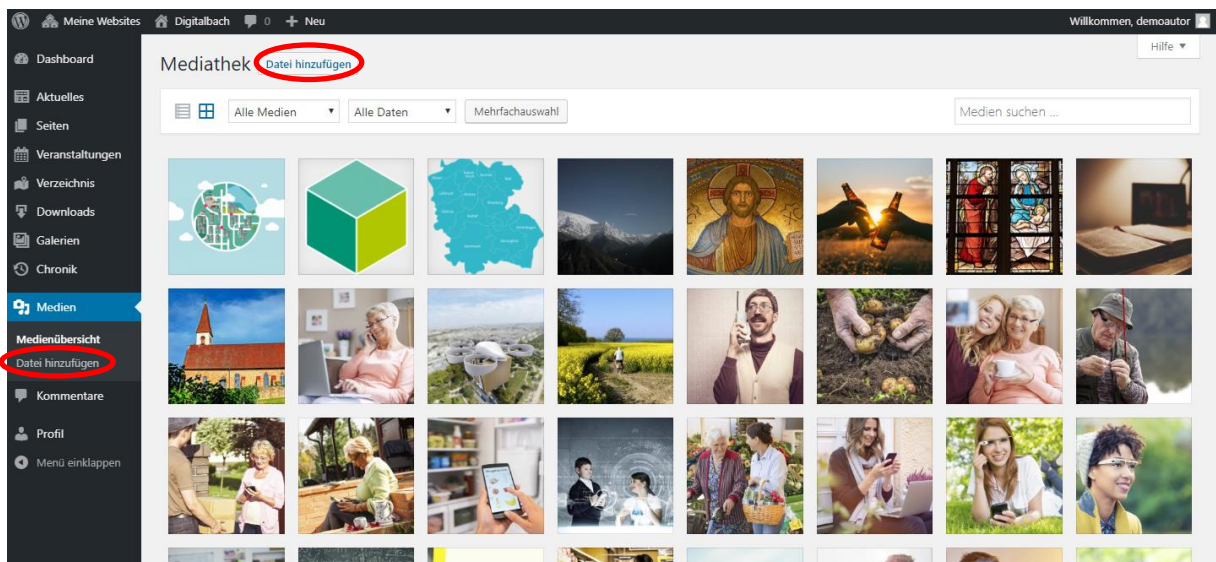 Meine Websites Digitalbach 0 + Neu Willkommen, demoautor
Hilfe ▼
Dashboard
Aktuelles
Seiten
Veranstaltungen
Verzeichnis
Downloads
Galerien
Chronik
Medien
Medienübersicht
Datei hinzufügen
Kommentare
Profil
Menü einklappen
Mediathek Datei hinzufügen
Alle Medien Alle Daten Mehrfachauswahl Medien suchen ...